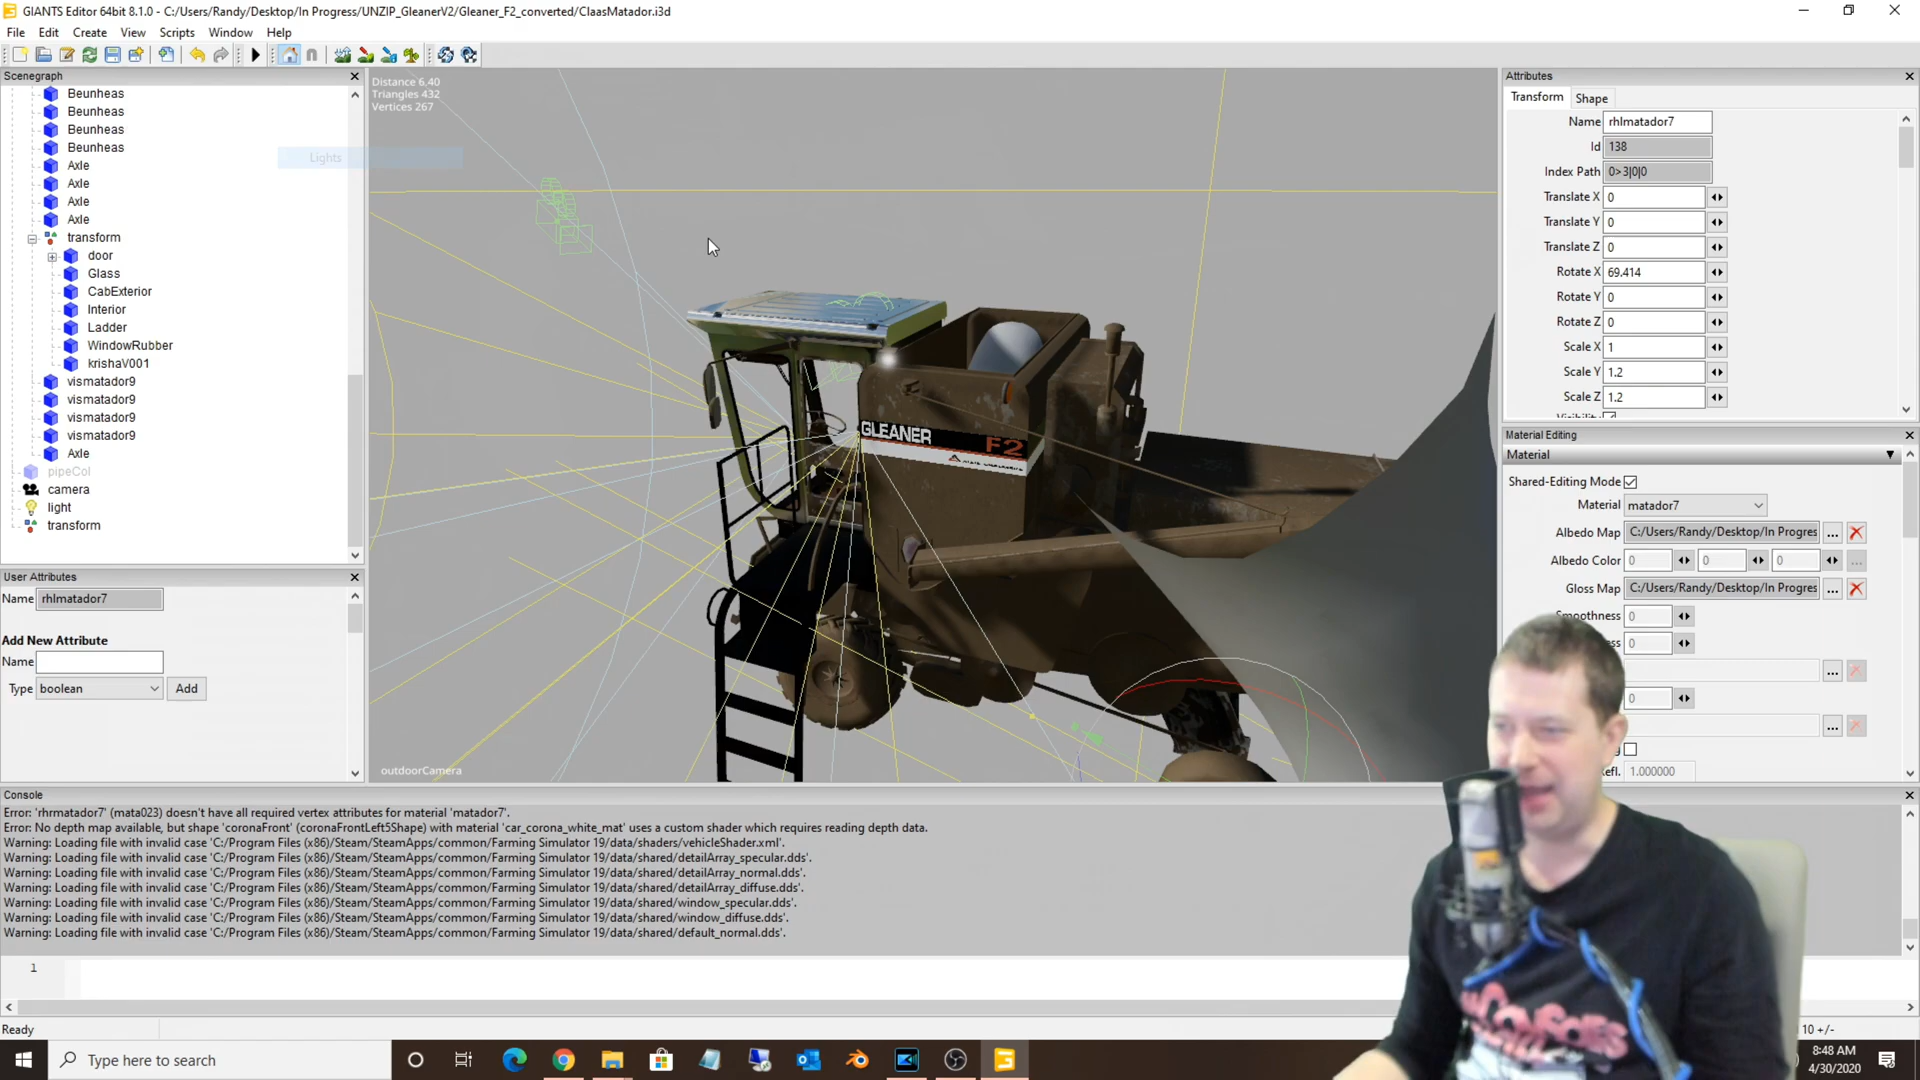 GIANTS Editor 64bit 8.1.0 - C:/Users/Randy/Desktop/In Progress/UNZIP_GleanerV2/Gleaner_F2_converted/ClaasMatador.i3d
File Edit Create View Scripts Window Help
Scenegraph
Beunheas
Beunheas
Beunheas
Beunheas
Axle
Axle
Axle
Axle
transform
door
Glass
CabExterior
Interior
Ladder
WindowRubber
krishaV001
vismatador9
vismatador9
vismatador9
vismatador9
Axle
pipeCol
camera
light
transform
Lights
User Attributes
Name rhlmatador7
Add New Attribute
Name
Type boolean Add
Distance 6.40
Triangles 432
Vertices 267
GLEANER F2
outdoorCamera
Attributes
Transform Shape
Name rhlmatador7
Id 138
Index Path 0>3|0|0
Translate X 0
Translate Y 0
Translate Z 0
Rotate X 69.414
Rotate Y 0
Rotate Z 0
Scale X 1
Scale Y 1.2
Scale Z 1.2
Material Editing
Material
Shared-Editing Mode
Material matador7
Albedo Map C:/Users/Randy/Desktop/In Progres ...
Albedo Color 0 0 0 ...
Gloss Map C:/Users/Randy/Desktop/In Progres ...
Smoothness 0
0
...
0
...
1.000000
Console
Error: 'rhrmatador7' (mata023) doesn't have all required vertex attributes for material 'matador7'.
Error: No depth map available, but shape 'coronaFront' (coronaFrontLeft5Shape) with material 'car_corona_white_mat' uses a custom shader which requires reading depth data.
Warning: Loading file with invalid case 'C:/Program Files (x86)/Steam/SteamApps/common/Farming Simulator 19/data/shaders/vehicleShader.xml'.
Warning: Loading file with invalid case 'C:/Program Files (x86)/Steam/SteamApps/common/Farming Simulator 19/data/shared/detailArray_specular.dds'.
Warning: Loading file with invalid case 'C:/Program Files (x86)/Steam/SteamApps/common/Farming Simulator 19/data/shared/detailArray_normal.dds'.
Warning: Loading file with invalid case 'C:/Program Files (x86)/Steam/SteamApps/common/Farming Simulator 19/data/shared/detailArray_diffuse.dds'.
Warning: Loading file with invalid case 'C:/Program Files (x86)/Steam/SteamApps/common/Farming Simulator 19/data/shared/window_specular.dds'.
Warning: Loading file with invalid case 'C:/Program Files (x86)/Steam/SteamApps/common/Farming Simulator 19/data/shared/window_diffuse.dds'.
Warning: Loading file with invalid case 'C:/Program Files (x86)/Steam/SteamApps/common/Farming Simulator 19/data/shared/default_normal.dds'.
1
Ready
10 +/-
Type here to search
8:48 AM
4/30/2020